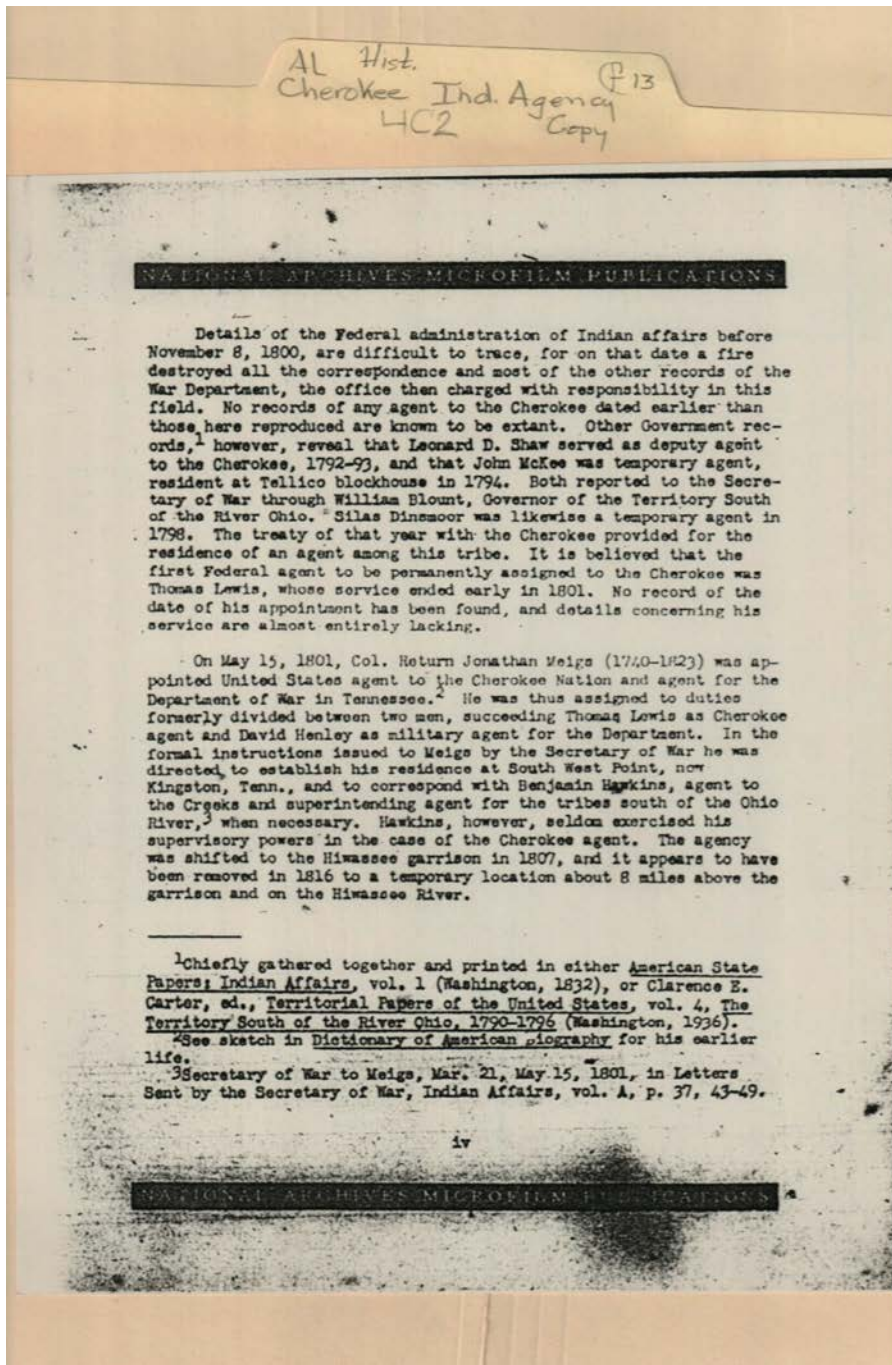 AL Hist.
Cherokee Ind. Agency (F13
4C2 Copy
NATIONAL ARCHIVES MICROFILM PUBLICATIONS
Details of the Federal administration of Indian affairs before
November 8, 1800, are difficult to trace, for on that date a fire
destroyed all the correspondence and most of the other records of the
War Department, the office then charged with responsibility in this
field. No records of any agent to the Cherokee dated earlier than
those here reproduced are known to be extant. Other Government rec-
ords,1 however, reveal that Leonard D. Shaw served as deputy agent
to the Cherokee, 1792-93, and that John McKee was temporary agent,
resident at Tellico blockhouse in 1794. Both reported to the Secre-
tary of War through William Blount, Governor of the Territory South
of the River Ohio. Silas Dinsmoor was likewise a temporary agent in
1798. The treaty of that year with the Cherokee provided for the
residence of an agent among this tribe. It is believed that the
first Federal agent to be permanently assigned to the Cherokee was
Thomas Lewis, whose service ended early in 1801. No record of the
date of his appointment has been found, and details concerning his
service are almost entirely lacking.
On May 15, 1801, Col. Return Jonathan Meigs (1740-1823) was ap-
pointed United States agent to the Cherokee Nation and agent for the
Department of War in Tennessee.2 He was thus assigned to duties
formerly divided between two men, succeeding Thomas Lewis as Cherokee
agent and David Henley as military agent for the Department. In the
formal instructions issued to Meigs by the Secretary of War he was
directed to establish his residence at South West Point, now
Kingston, Tenn., and to correspond with Benjamin Hawkins, agent to
the Creeks and superintending agent for the tribes south of the Ohio
River,3 when necessary. Hawkins, however, seldom exercised his
supervisory powers in the case of the Cherokee agent. The agency
was shifted to the Hiwassee garrison in 1807, and it appears to have
been removed in 1816 to a temporary location about 8 miles above the
garrison and on the Hiwassee River.
1Chiefly gathered together and printed in either American State
Papers: Indian Affairs, vol. 1 (Washington, 1832), or Clarence E.
Carter, ed., Territorial Papers of the United States, vol. 4, The
Territory South of the River Ohio, 1790-1796 (Washington, 1936).
2See sketch in Dictionary of American Biography for his earlier
life.
3Secretary of War to Meigs, Mar. 21, May 15, 1801, in Letters
Sent by the Secretary of War, Indian Affairs, vol. A, p. 37, 43-49.
iv
NATIONAL ARCHIVES MICROFILM PUBLICATIONS